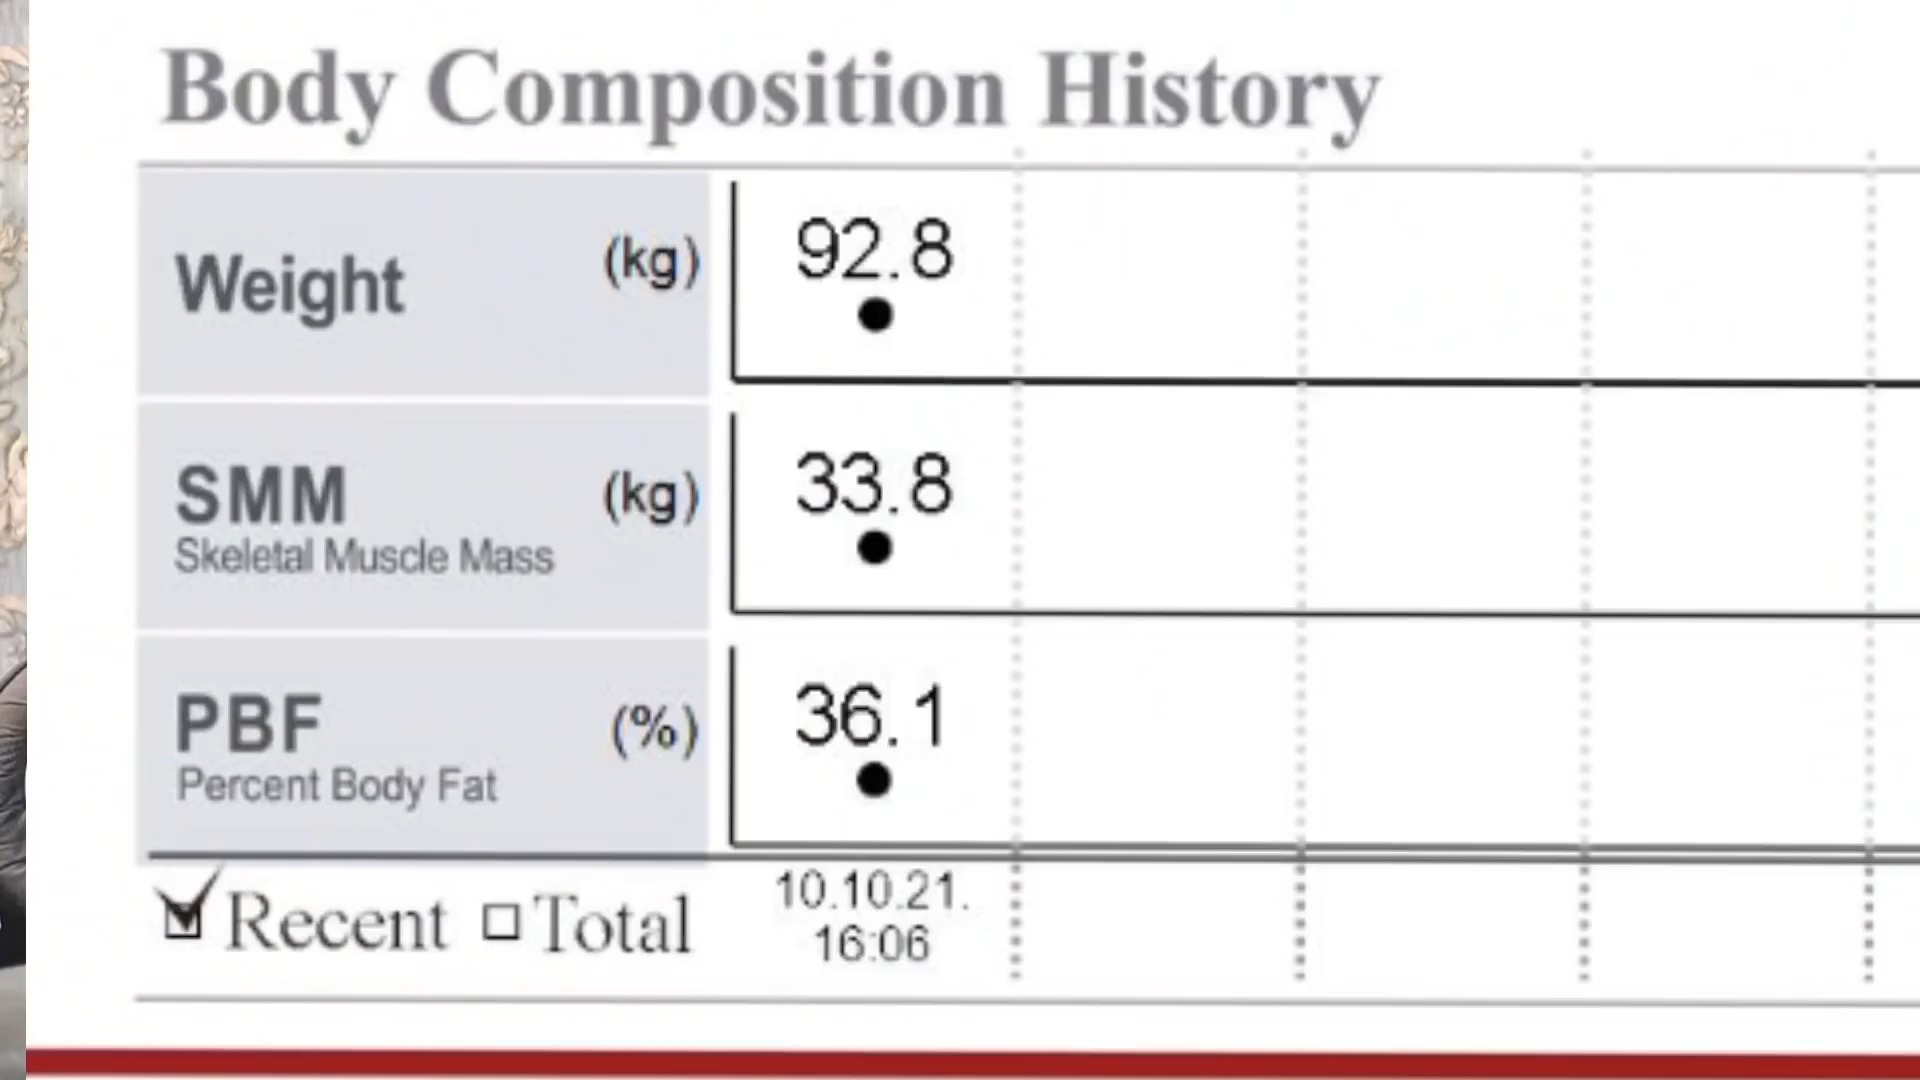 Body Composition History
Weight (kg) 92.8
SMM (kg) 33.8
Skeletal Muscle Mass
PBF (%) 36.1
Percent Body Fat
Recent Total 10.10.21.
16:06